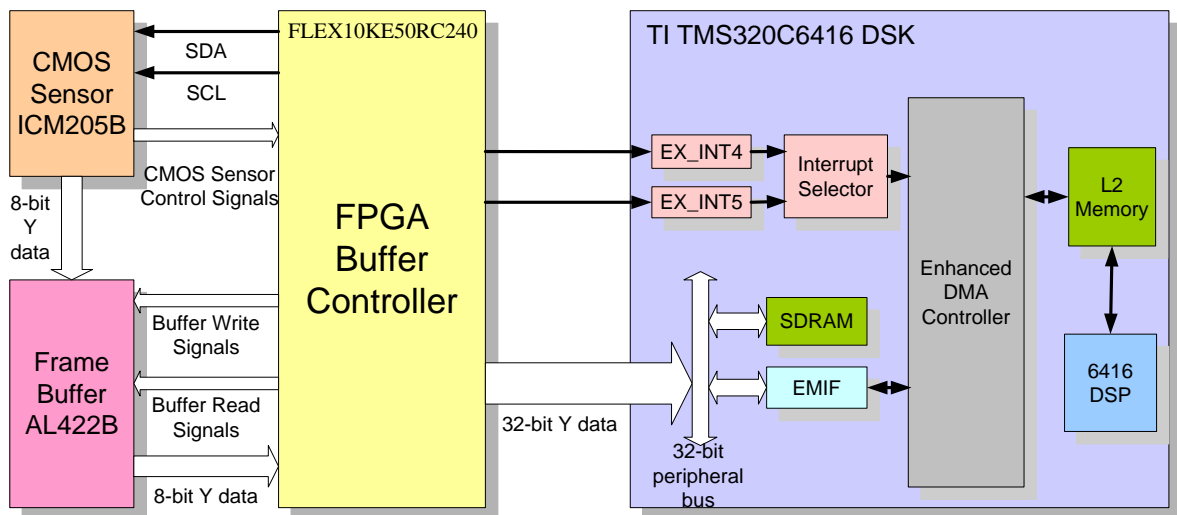 CMOS
Sensor
ICM205B
SDA
SCL
CMOS Sensor
Control Signals
8-bit
Y
data
Frame
Buffer
AL422B
Buffer Write
Signals
Buffer Read
Signals
8-bit Y data
FLEX10KE50RC240
FPGA
Buffer
Controller
32-bit Y data
TI TMS320C6416 DSK
EX_INT4
EX_INT5
Interrupt
Selector
SDRAM
EMIF
32-bit
peripheral
bus
Enhanced
DMA
Controller
L2
Memory
6416
DSP